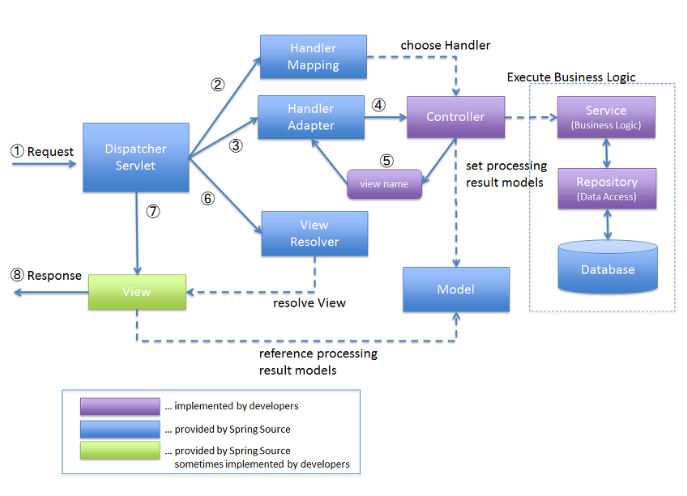 choose Handler
Handler
Mapping
Execute Business Logic
②
Handler
Adapter
④
Controller
Service
(Business Logic)
① Request
Dispatcher
Servlet
③
⑤
view name
set processing
result models
Repository
(Data Access)
⑥
⑦
View
Resolver
Database
⑧ Response
View
resolve View
Model
reference processing
result models
... implemented by developers
... provided by Spring Source
... provided by Spring Source
sometimes implemented by developers